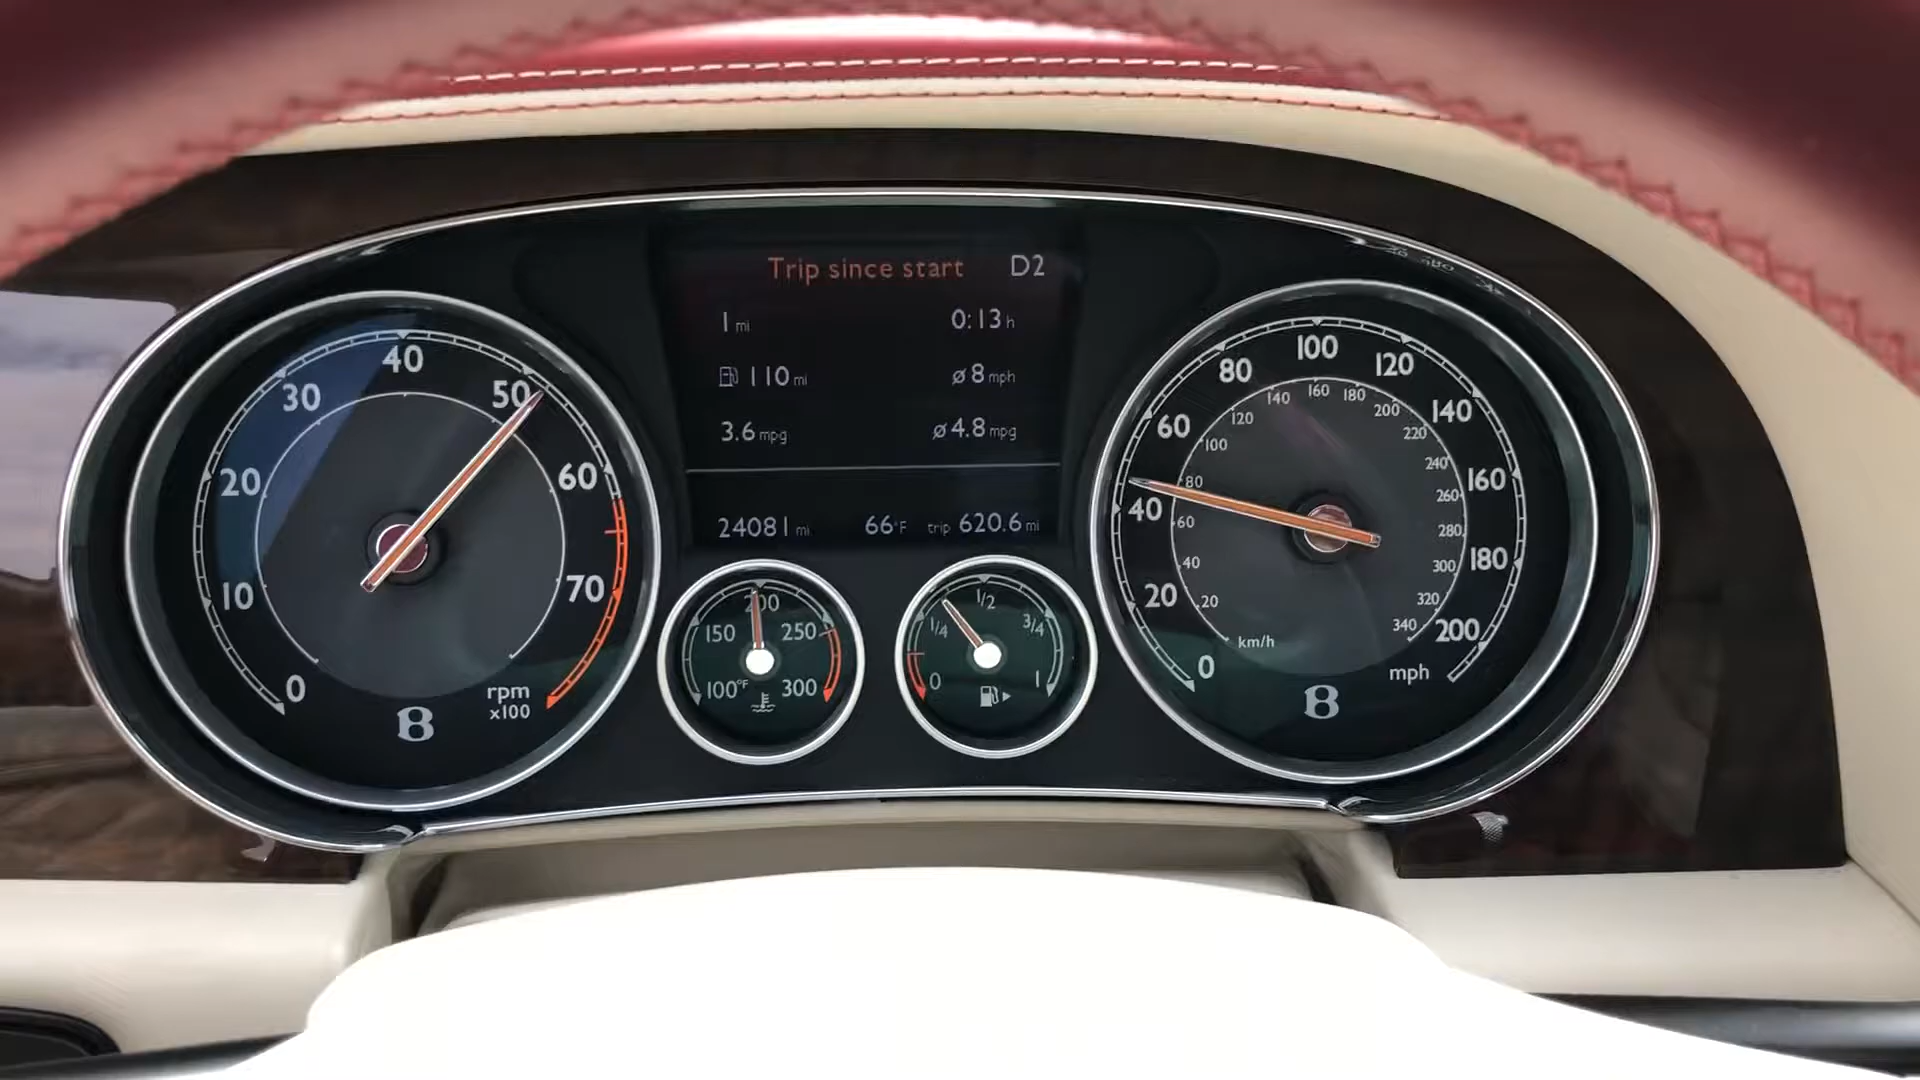 Trip since start D2
1 mi 0:13 h
110 mi ø 8 mph
3.6 mpg ø 4.8 mpg
24081 mi 66°F trip 620.6 mi
0 10 20 30 40 50 60 70
rpm
x100
B
100°F 150 200 250 300
0 1/4 1/2 3/4 1
0 20 40 60 80 100 120 140 160 180 200
mph
20 40 60 80 100 120 140 160 180 200 220 240 260 280 300 320 340
km/h
B